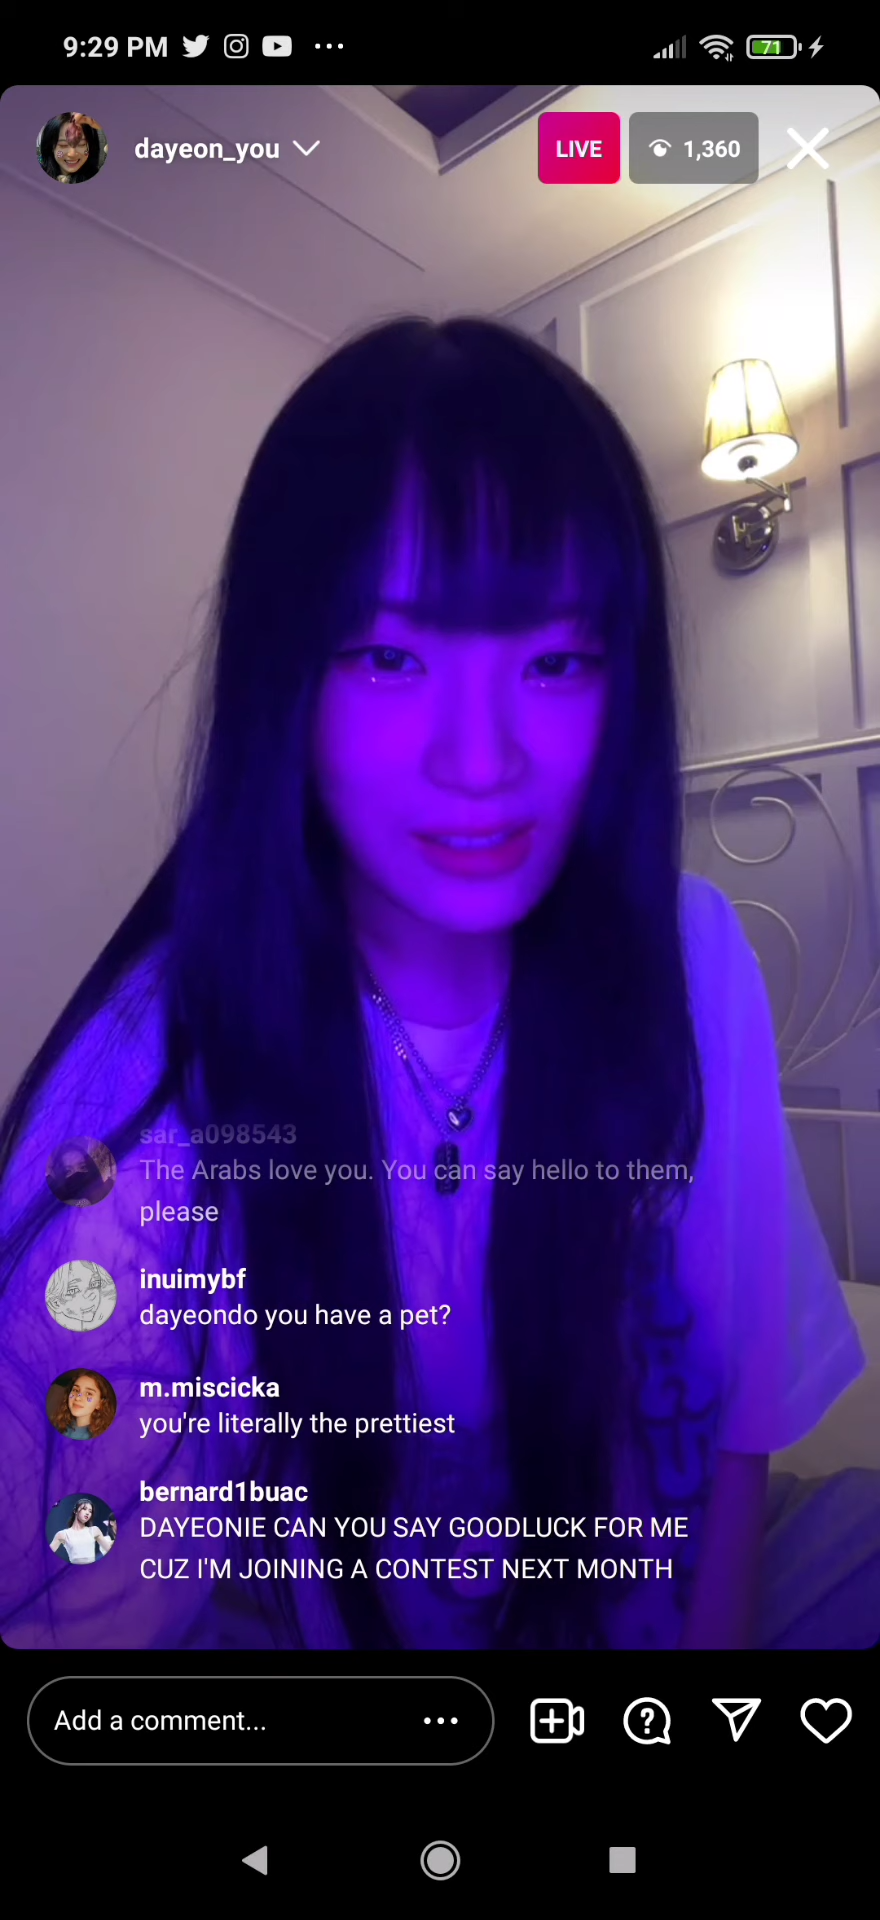 9:29 PM
71
dayeon_you
LIVE
1,360
sar_a098543
The Arabs love you. You can say hello to them,
please
inuimybf
dayeondo you have a pet?
m.miscicka
you're literally the prettiest
bernard1buac
DAYEONIE CAN YOU SAY GOODLUCK FOR ME
CUZ I'M JOINING A CONTEST NEXT MONTH
Add a comment...